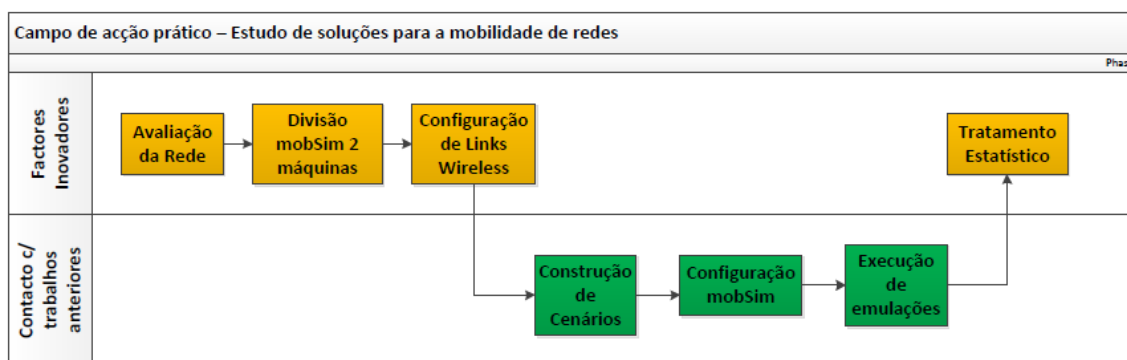 Campo de acção prático – Estudo de soluções para a mobilidade de redes
Phas
Factores
Inovadores
Avaliação
da Rede
Divisão
mobSim 2
máquinas
Configuração
de Links
Wireless
Tratamento
Estatístico
Contacto c/
trabalhos
anteriores
Construção
de
Cenários
Configuração
mobSim
Execução
de
emulações